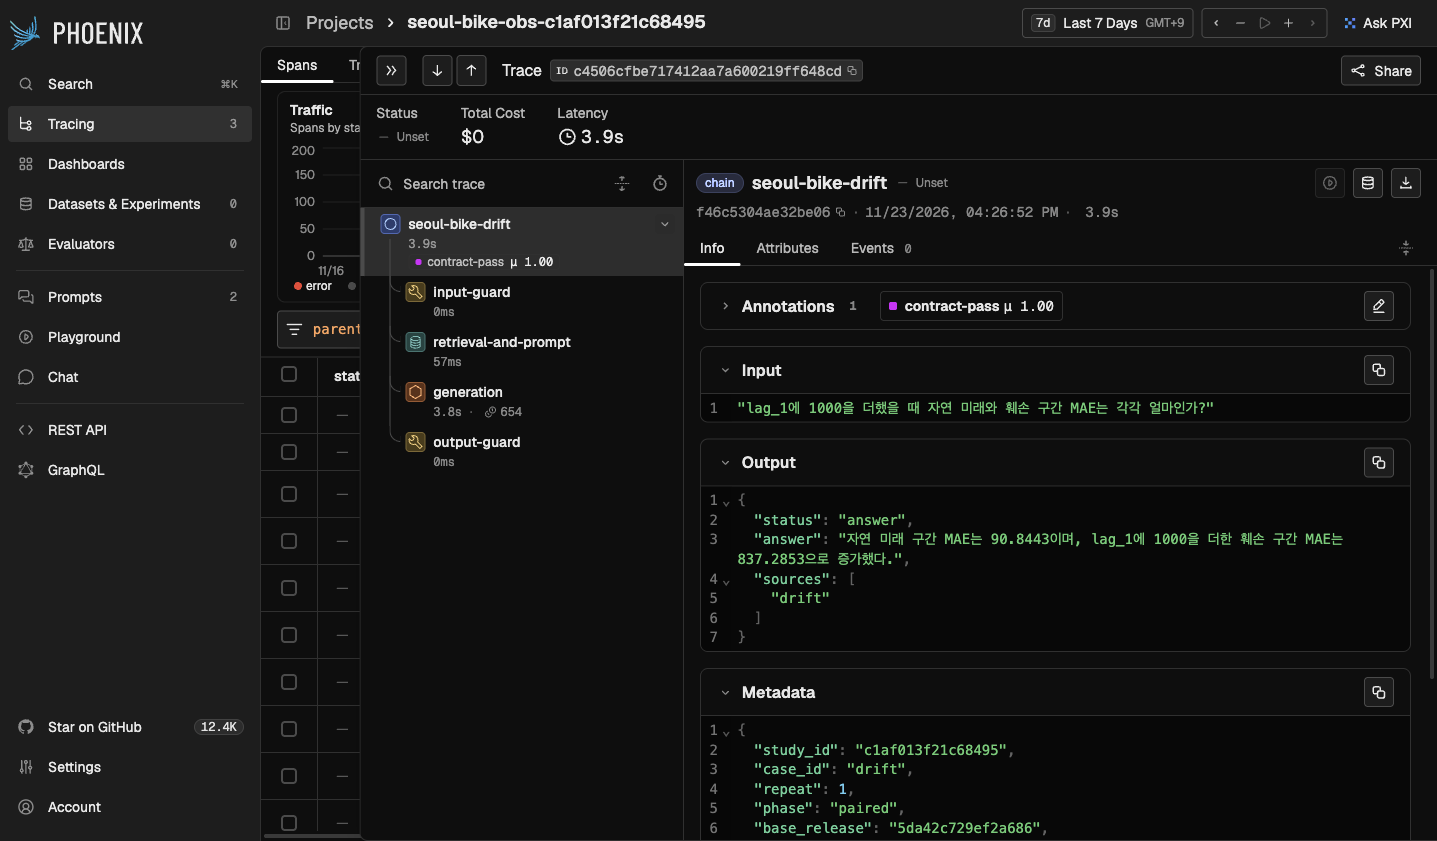 PHOENIX
Search
⌘K
Tracing
3
Dashboards
Datasets & Experiments
0
Evaluators
0
Prompts
2
Playground
Chat
REST API
GraphQL
Star on GitHub
12.4K
Settings
Account
Projects
seoul-bike-obs-c1af013f21c68495
7d Last 7 Days GMT+9
Ask PXI
Spans
Tr
Traffic
Spans by sta
200
150
100
50
0
11/16
error
parent
stat
Trace
ID c4506cfbe717412aa7a600219ff648cd
Share
Status
Total Cost
Latency
— Unset
$0
3.9s
Search trace
seoul-bike-drift
3.9s
contract-pass μ 1.00
input-guard
0ms
retrieval-and-prompt
57ms
generation
3.8s · 654
output-guard
0ms
chain seoul-bike-drift — Unset
f46c5304ae32be06 · 11/23/2026, 04:26:52 PM · 3.9s
Info
Attributes
Events 0
Annotations 1 contract-pass μ 1.00
Input
1 "lag_1에 1000을 더했을 때 자연 미래와 훼손 구간 MAE는 각각 얼마인가?"
Output
1 {
2 "status": "answer",
3 "answer": "자연 미래 구간 MAE는 90.8443이며, lag_1에 1000을 더한 훼손 구간 MAE는
837.2853으로 증가했다.",
4 "sources": [
5 "drift"
6 ]
7 }
Metadata
1 {
2 "study_id": "c1af013f21c68495",
3 "case_id": "drift",
4 "repeat": 1,
5 "phase": "paired",
6 "base_release": "5da42c729ef2a686",